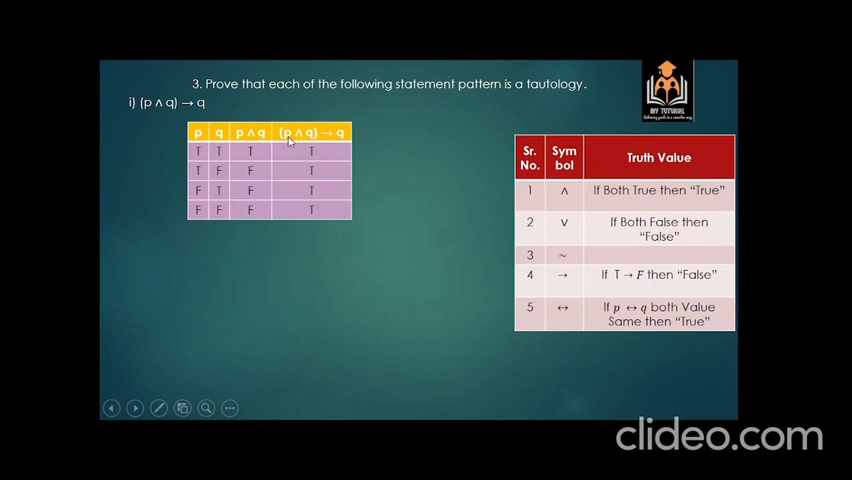 3. Prove that each of the following statement pattern is a tautology.
i) (p ∧ q) → q
p q p ∧ q (p ∧ q) → q
T T T T
T F F T
F T F T
F F F T
MY TUTORIAL
Sr. No. Sym bol Truth Value
1 ∧ If Both True then “True”
2 ∨ If Both False then “False”
3 ~
4 → If T → F then “False”
5 ↔ If p ↔ q both Value Same then “True”
clideo.com